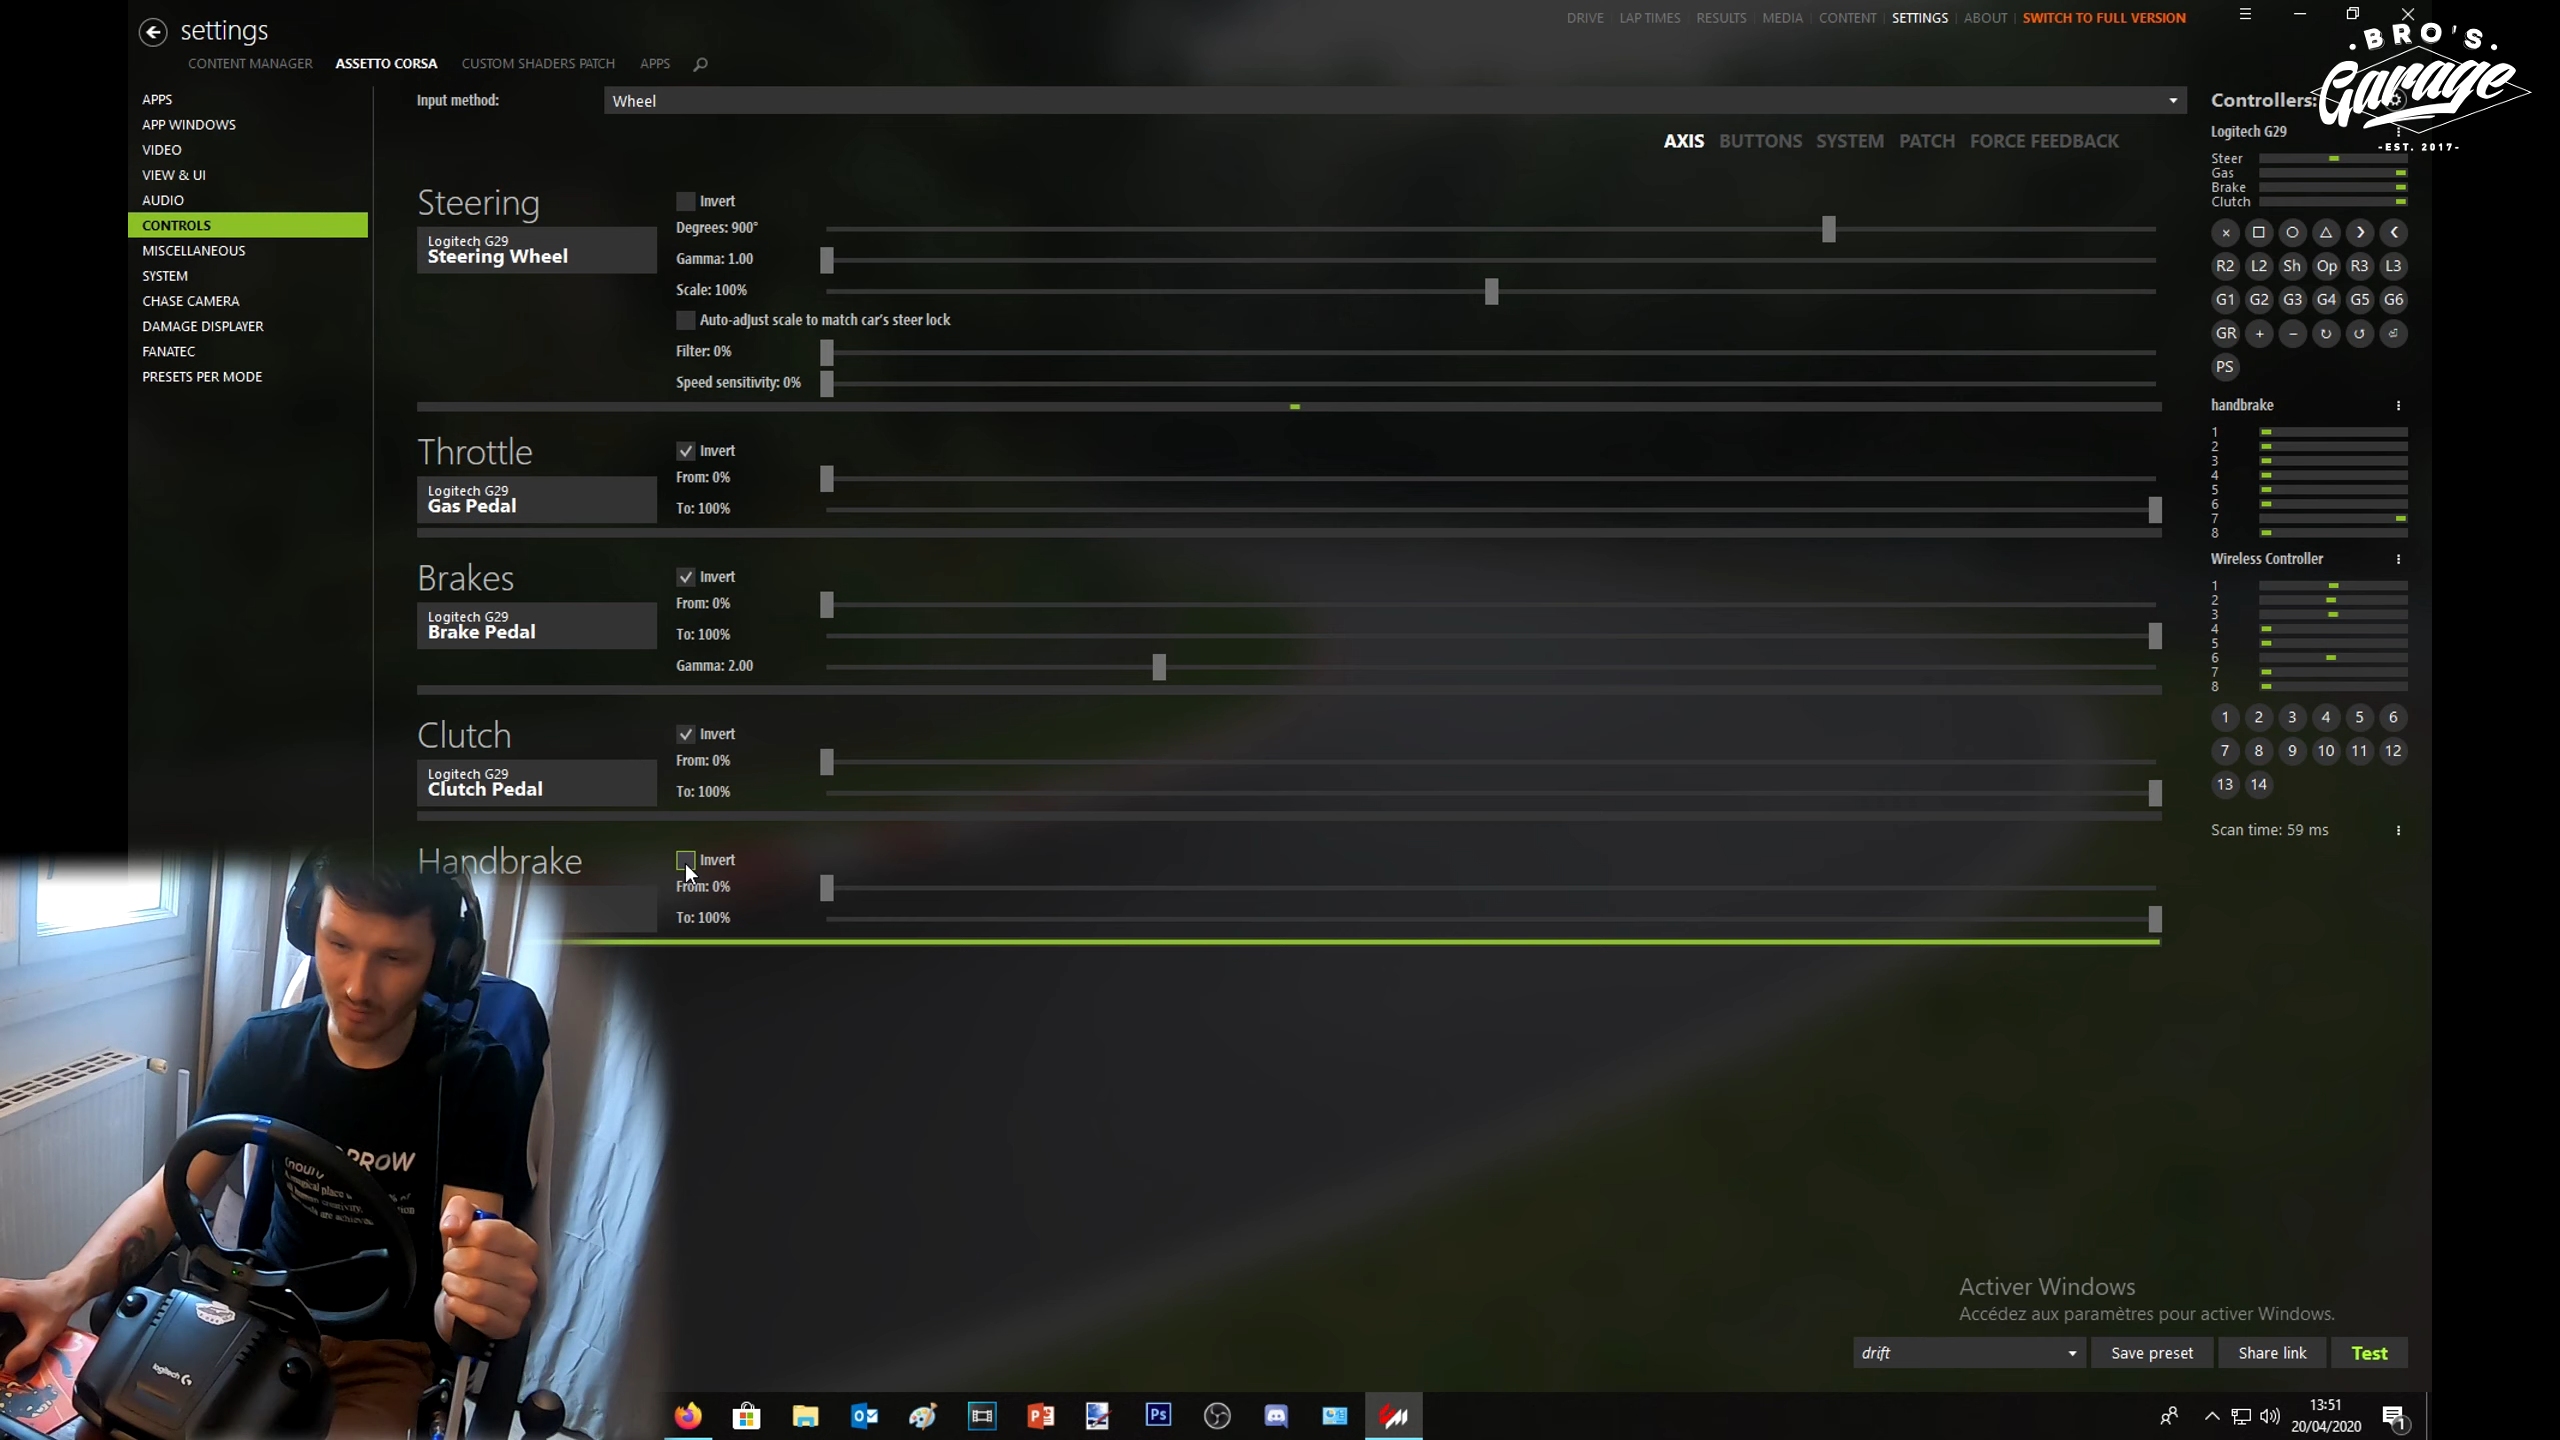 settings
DRIVE LAP TIMES RESULTS MEDIA CONTENT SETTINGS ABOUT SWITCH TO FULL VERSION
BRO'S
Garage
-EST. 2017-
CONTENT MANAGER ASSETTO CORSA CUSTOM SHADERS PATCH APPS
APPS
APP WINDOWS
VIDEO
VIEW & UI
AUDIO
CONTROLS
MISCELLANEOUS
SYSTEM
CHASE CAMERA
DAMAGE DISPLAYER
FANATEC
PRESETS PER MODE
Input method: Wheel
AXIS BUTTONS SYSTEM PATCH FORCE FEEDBACK
Steering
Logitech G29
Steering Wheel
Invert
Degrees: 900°
Gamma: 1.00
Scale: 100%
Auto-adjust scale to match car's steer lock
Filter: 0%
Speed sensitivity: 0%
Throttle
Logitech G29
Gas Pedal
Invert
From: 0%
To: 100%
Brakes
Logitech G29
Brake Pedal
Invert
From: 0%
To: 100%
Gamma: 2.00
Clutch
Logitech G29
Clutch Pedal
Invert
From: 0%
To: 100%
Handbrake
Invert
From: 0%
To: 100%
Controllers:
Logitech G29
Steer
Gas
Brake
Clutch
R2 L2 Sh Op R3 L3
G1 G2 G3 G4 G5 G6
GR + −
PS
handbrake
1
2
3
4
5
6
7
8
Wireless Controller
1
2
3
4
5
6
7
8
1 2 3 4 5 6
7 8 9 10 11 12
13 14
Scan time: 59 ms
Activer Windows
Accédez aux paramètres pour activer Windows.
drift Save preset Share link Test
Ps
13:51
20/04/2020
1
logitech G